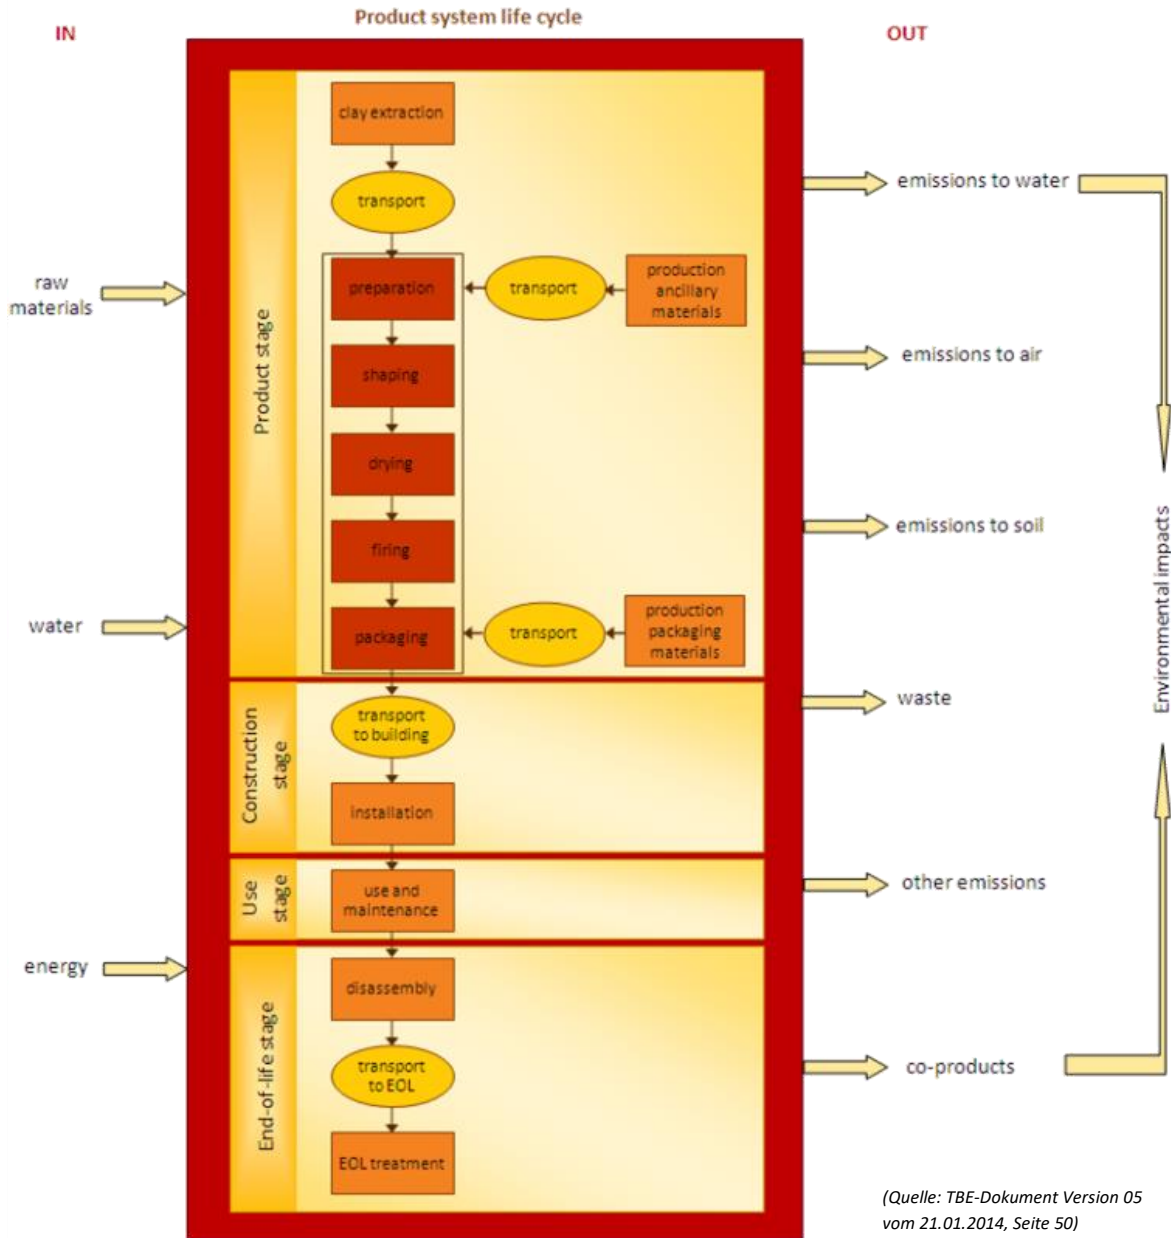 Product system life cycle
IN
OUT
raw
materials
water
energy
Product stage
clay extraction
transport
preparation
transport
production
ancillary
materials
shaping
drying
firing
packaging
transport
production
packaging
materials
Construction
stage
transport
to building
installation
Use
stage
use and
maintenance
End-of-life stage
disassembly
transport
to EOL
EOL treatment
emissions to water
emissions to air
emissions to soil
waste
other emissions
co-products
Environmental impacts
(Quelle: TBE-Dokument Version 05
vom 21.01.2014, Seite 50)